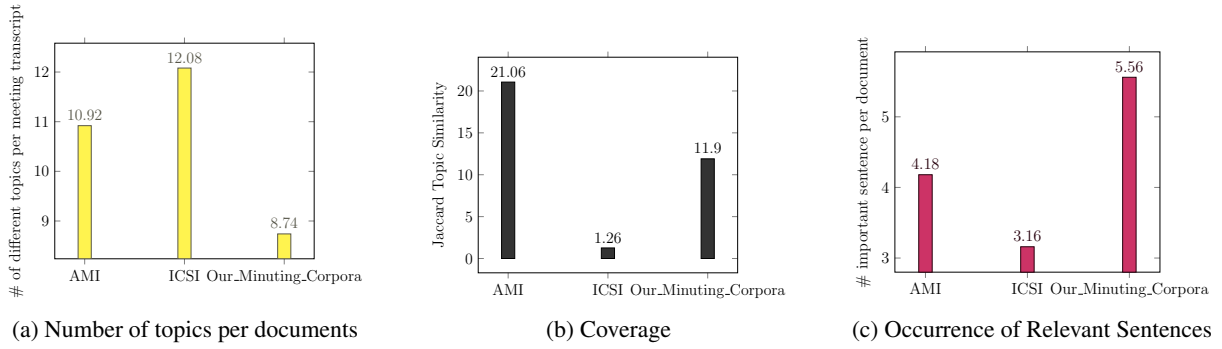 # of different topics per meeting transcript
12
11
10
9
10.92
12.08
8.74
AMI ICSI Our_Minuting_Corpora
(a) Number of topics per documents
Jaccard Topic Similarity
20
15
10
5
0
21.06
1.26
11.9
AMI ICSI Our_Minuting_Corpora
(b) Coverage
# important sentence per document
5
4
3
4.18
3.16
5.56
AMI ICSI Our_Minuting_Corpora
(c) Occurrence of Relevant Sentences